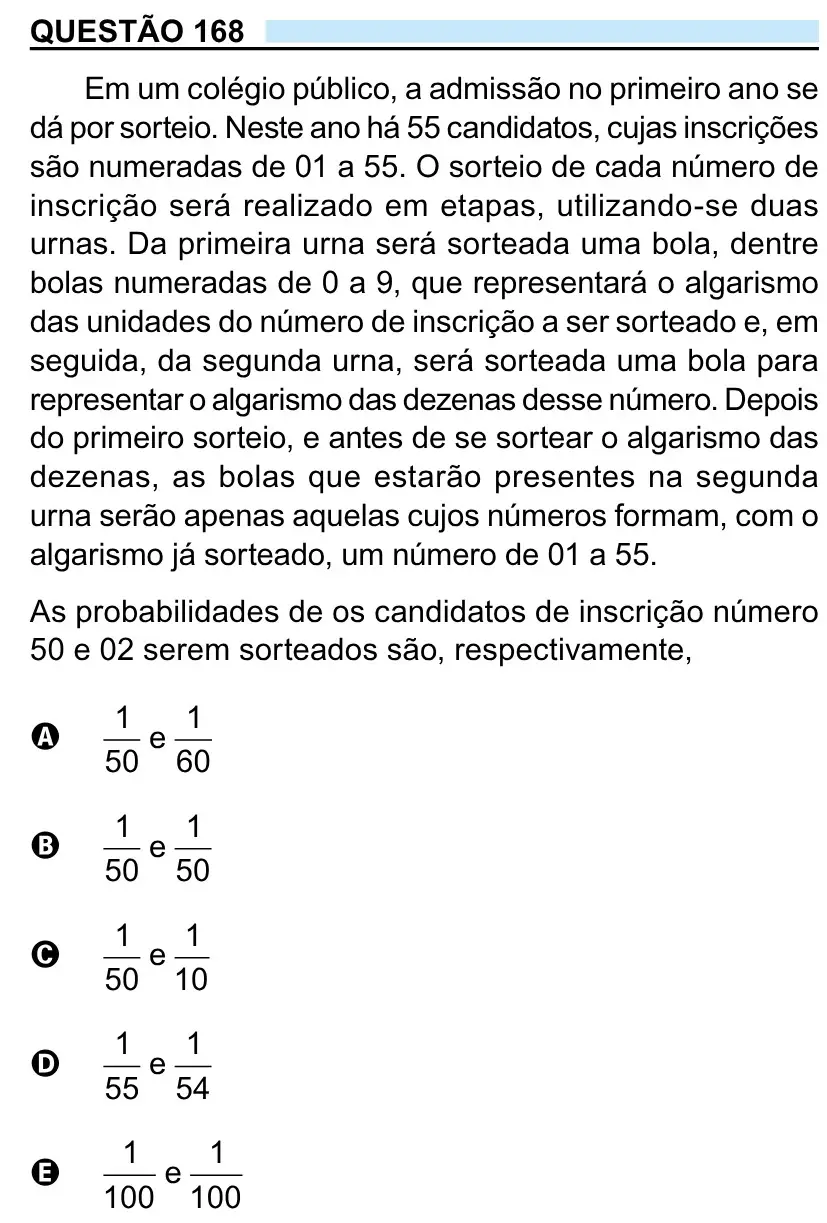 QUESTÃO 168
Em um colégio público, a admissão no primeiro ano se
dá por sorteio. Neste ano há 55 candidatos, cujas inscrições
são numeradas de 01 a 55. O sorteio de cada número de
inscrição será realizado em etapas, utilizando-se duas
urnas. Da primeira urna será sorteada uma bola, dentre
bolas numeradas de 0 a 9, que representará o algarismo
das unidades do número de inscrição a ser sorteado e, em
seguida, da segunda urna, será sorteada uma bola para
representar o algarismo das dezenas desse número. Depois
do primeiro sorteio, e antes de se sortear o algarismo das
dezenas, as bolas que estarão presentes na segunda
urna serão apenas aquelas cujos números formam, com o
algarismo já sorteado, um número de 01 a 55.
As probabilidades de os candidatos de inscrição número
50 e 02 serem sorteados são, respectivamente,
A 1/50 e 1/60
B 1/50 e 1/50
C 1/50 e 1/10
D 1/55 e 1/54
E 1/100 e 1/100